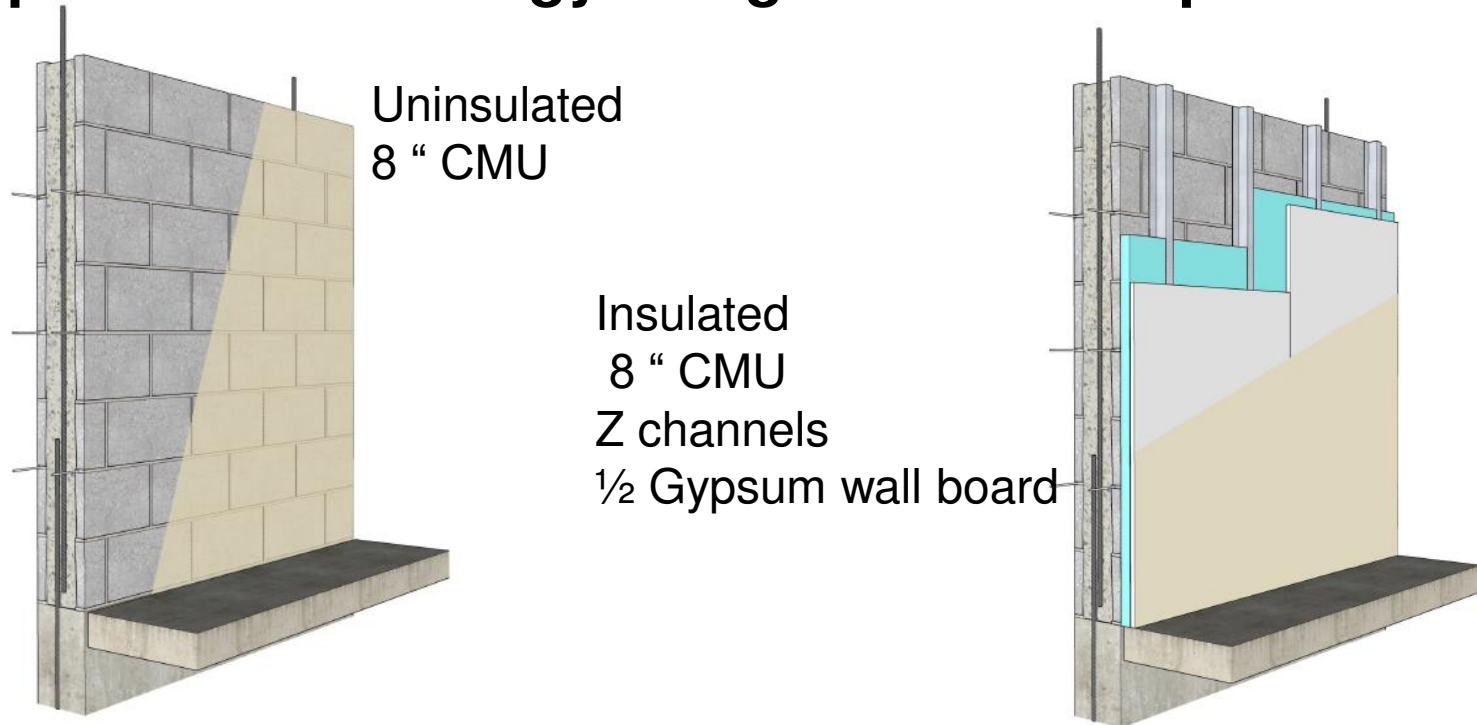 Uninsulated
8 “ CMU
Insulated
8 “ CMU
Z channels
½ Gypsum wall board